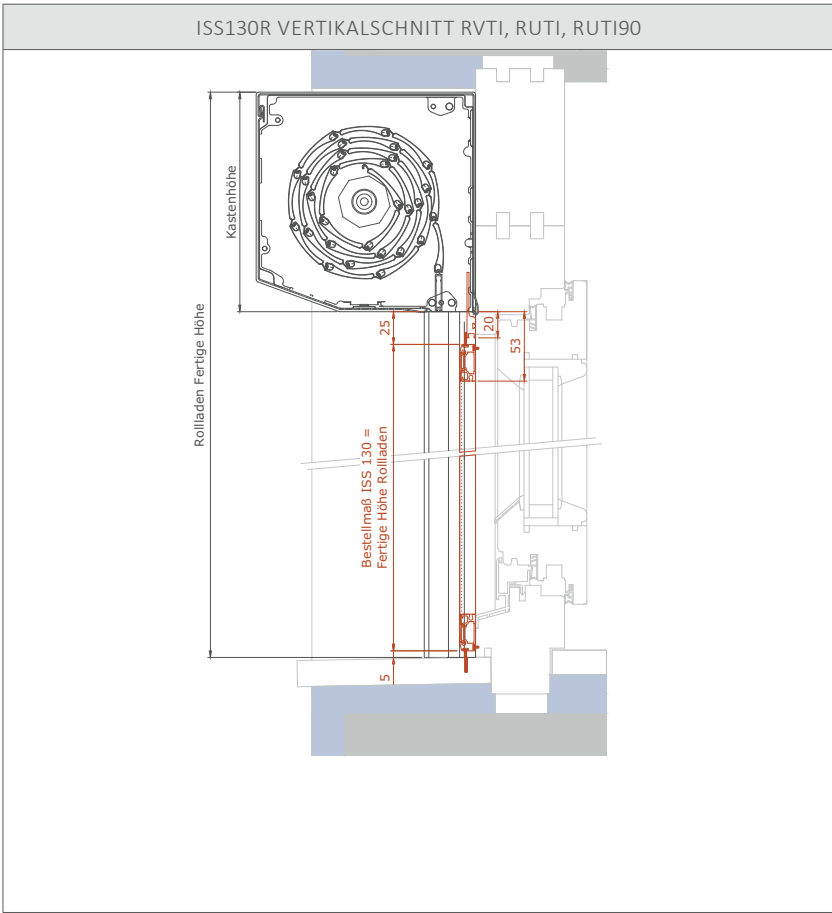 ISS130R VERTIKALSCHNITT RVTI, RUTI, RUTI90
Kastenhöhe
Rollladen Fertige Höhe
25
20
53
Bestellmaß ISS 130 =
Fertige Höhe Rollladen
5